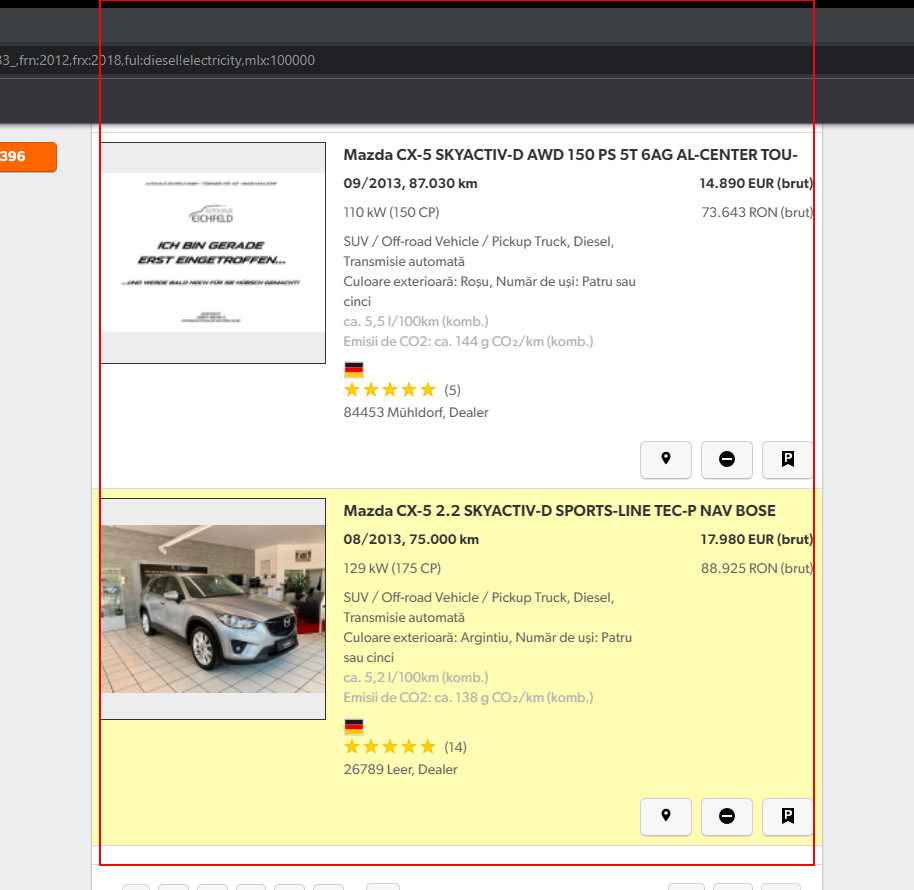 33_,frn:2012,frx:2018,ful:diesel!electricity,mlx:100000
396
Mazda CX-5 SKYACTIV-D AWD 150 PS 5T 6AG AL-CENTER TOU-
09/2013, 87.030 km
14.890 EUR (brut)
110 kW (150 CP)
73.643 RON (brut)
SUV / Off-road Vehicle / Pickup Truck, Diesel,
Transmisie automată
Culoare exterioară: Roșu, Număr de uși: Patru sau
cinci
ca. 5,5 l/100km (komb.)
Emisii de CO2: ca. 144 g CO₂/km (komb.)
(5)
84453 Mühldorf, Dealer
AUTOHAUS
EICHFELD
ICH BIN GERADE
ERST EINGETROFFEN...
...UND WERDE BALD NOCH FÜR SIE HÜBSCH GEMACHT!
P
Mazda CX-5 2.2 SKYACTIV-D SPORTS-LINE TEC-P NAV BOSE
08/2013, 75.000 km
17.980 EUR (brut)
129 kW (175 CP)
88.925 RON (brut)
SUV / Off-road Vehicle / Pickup Truck, Diesel,
Transmisie automată
Culoare exterioară: Argintiu, Număr de uși: Patru
sau cinci
ca. 5,2 l/100km (komb.)
Emisii de CO2: ca. 138 g CO₂/km (komb.)
(14)
26789 Leer, Dealer
P